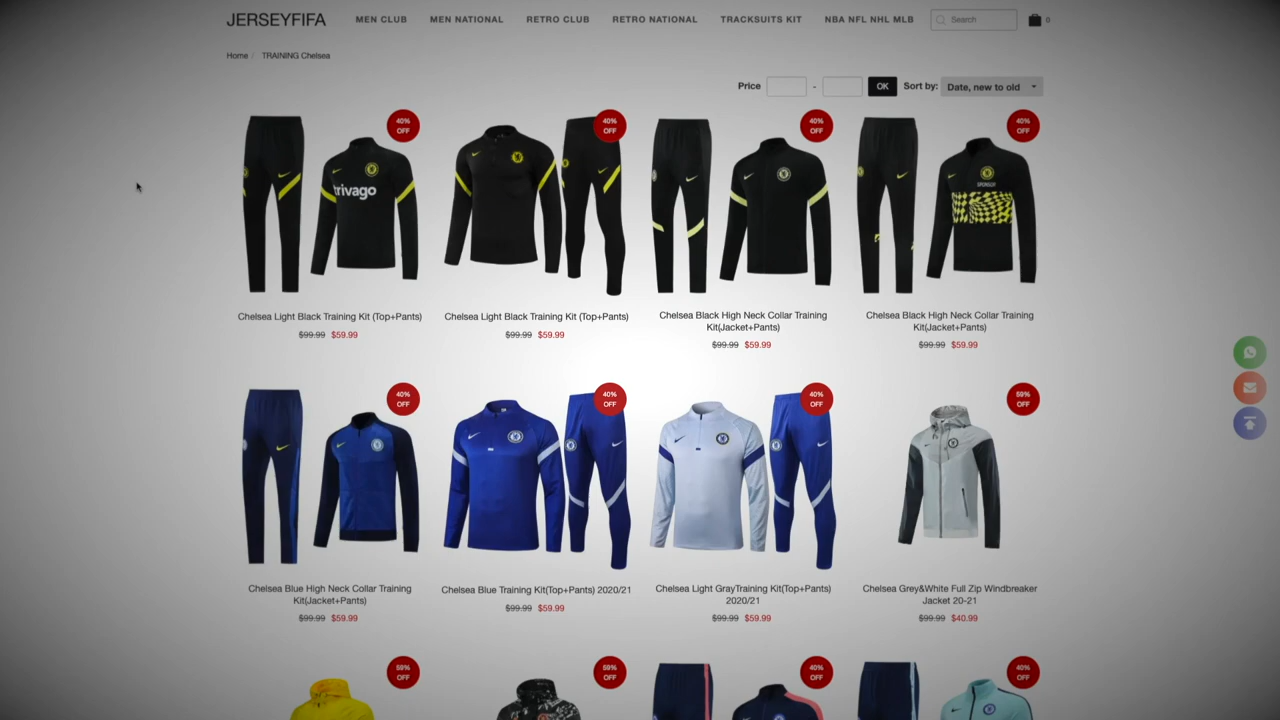 JERSEYFIFA
MEN CLUB
MEN NATIONAL
RETRO CLUB
RETRO NATIONAL
TRACKSUITS KIT
NBA NFL NHL MLB
Search
0
Home / TRAINING Chelsea
Price - OK Sort by: Date, new to old
40%
OFF
40%
OFF
40%
OFF
40%
OFF
trivago
SPONSOR
Chelsea Light Black Training Kit (Top+Pants)
$99.99 $59.99
Chelsea Light Black Training Kit (Top+Pants)
$99.99 $59.99
Chelsea Black High Neck Collar Training
Kit(Jacket+Pants)
$99.99 $59.99
Chelsea Black High Neck Collar Training
Kit(Jacket+Pants)
$99.99 $59.99
40%
OFF
40%
OFF
40%
OFF
59%
OFF
Chelsea Blue High Neck Collar Training
Kit(Jacket+Pants)
$99.99 $59.99
Chelsea Blue Training Kit(Top+Pants) 2020/21
$99.99 $59.99
Chelsea Light GrayTraining Kit(Top+Pants)
2020/21
$99.99 $59.99
Chelsea Grey&White Full Zip Windbreaker
Jacket 20-21
$99.99 $40.99
59%
OFF
59%
OFF
40%
OFF
40%
OFF